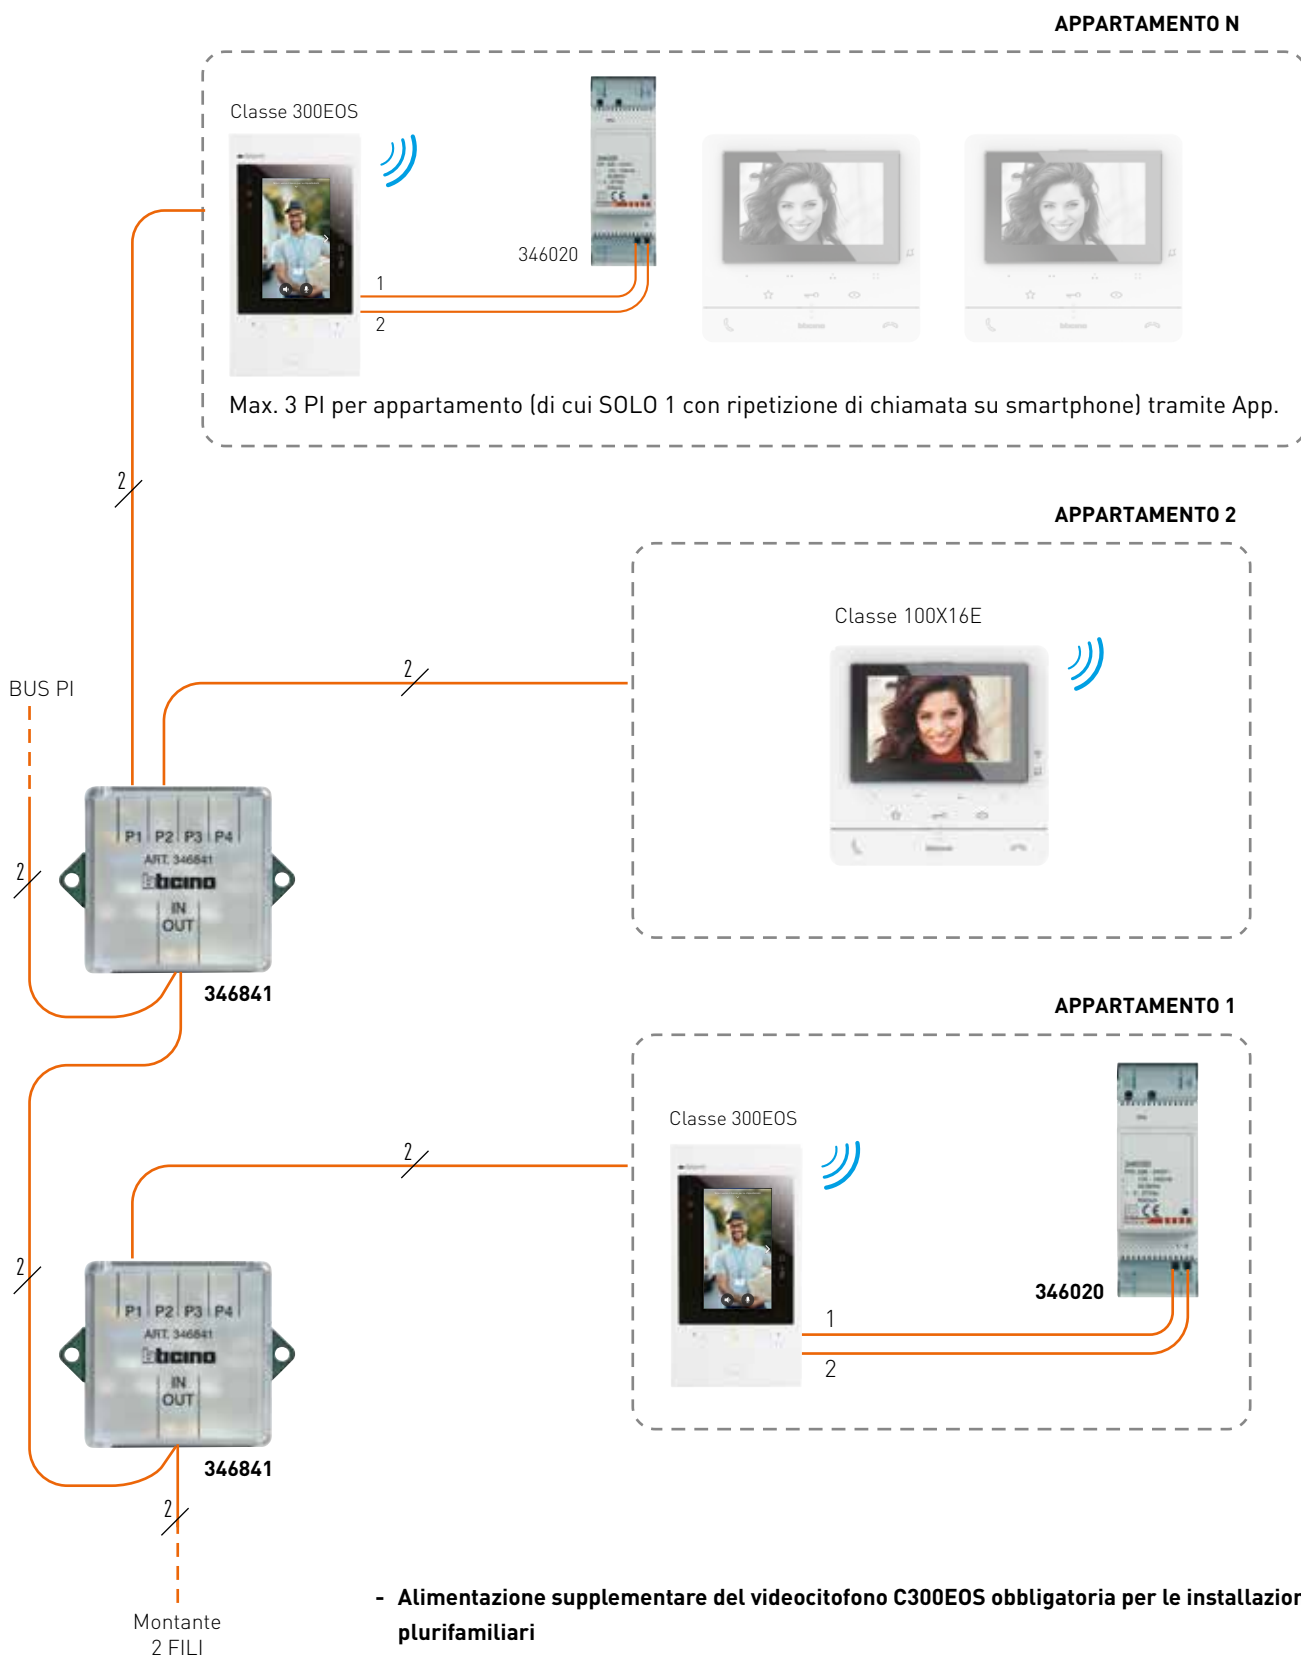 APPARTAMENTO N
Classe 300EOS
346020
1
2
Max. 3 PI per appartamento (di cui SOLO 1 con ripetizione di chiamata su smartphone) tramite App.
2
APPARTAMENTO 2
Classe 100X16E
2
BUS PI
P1 P2 P3 P4
ART. 346841
bticino
IN
OUT
2
346841
APPARTAMENTO 1
Classe 300EOS
2
346020
1
2
2
P1 P2 P3 P4
ART. 346841
bticino
IN
OUT
346841
2
Montante
2 FILI
- Alimentazione supplementare del videocitofono C300EOS obbligatoria per le installazion
plurifamiliari